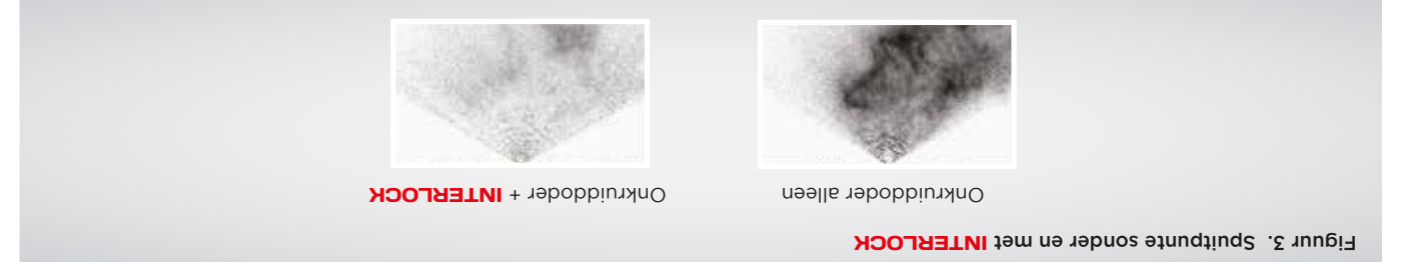 Figuur 3. Spuitpunte sonder en met INTERLOCK
Onkruiddoder alleen
Onkruiddoder + INTERLOCK